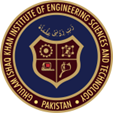 GHULAM ISHAQ KHAN INSTITUTE OF ENGINEERING SCIENCES AND TECHNOLOGY
PAKISTAN